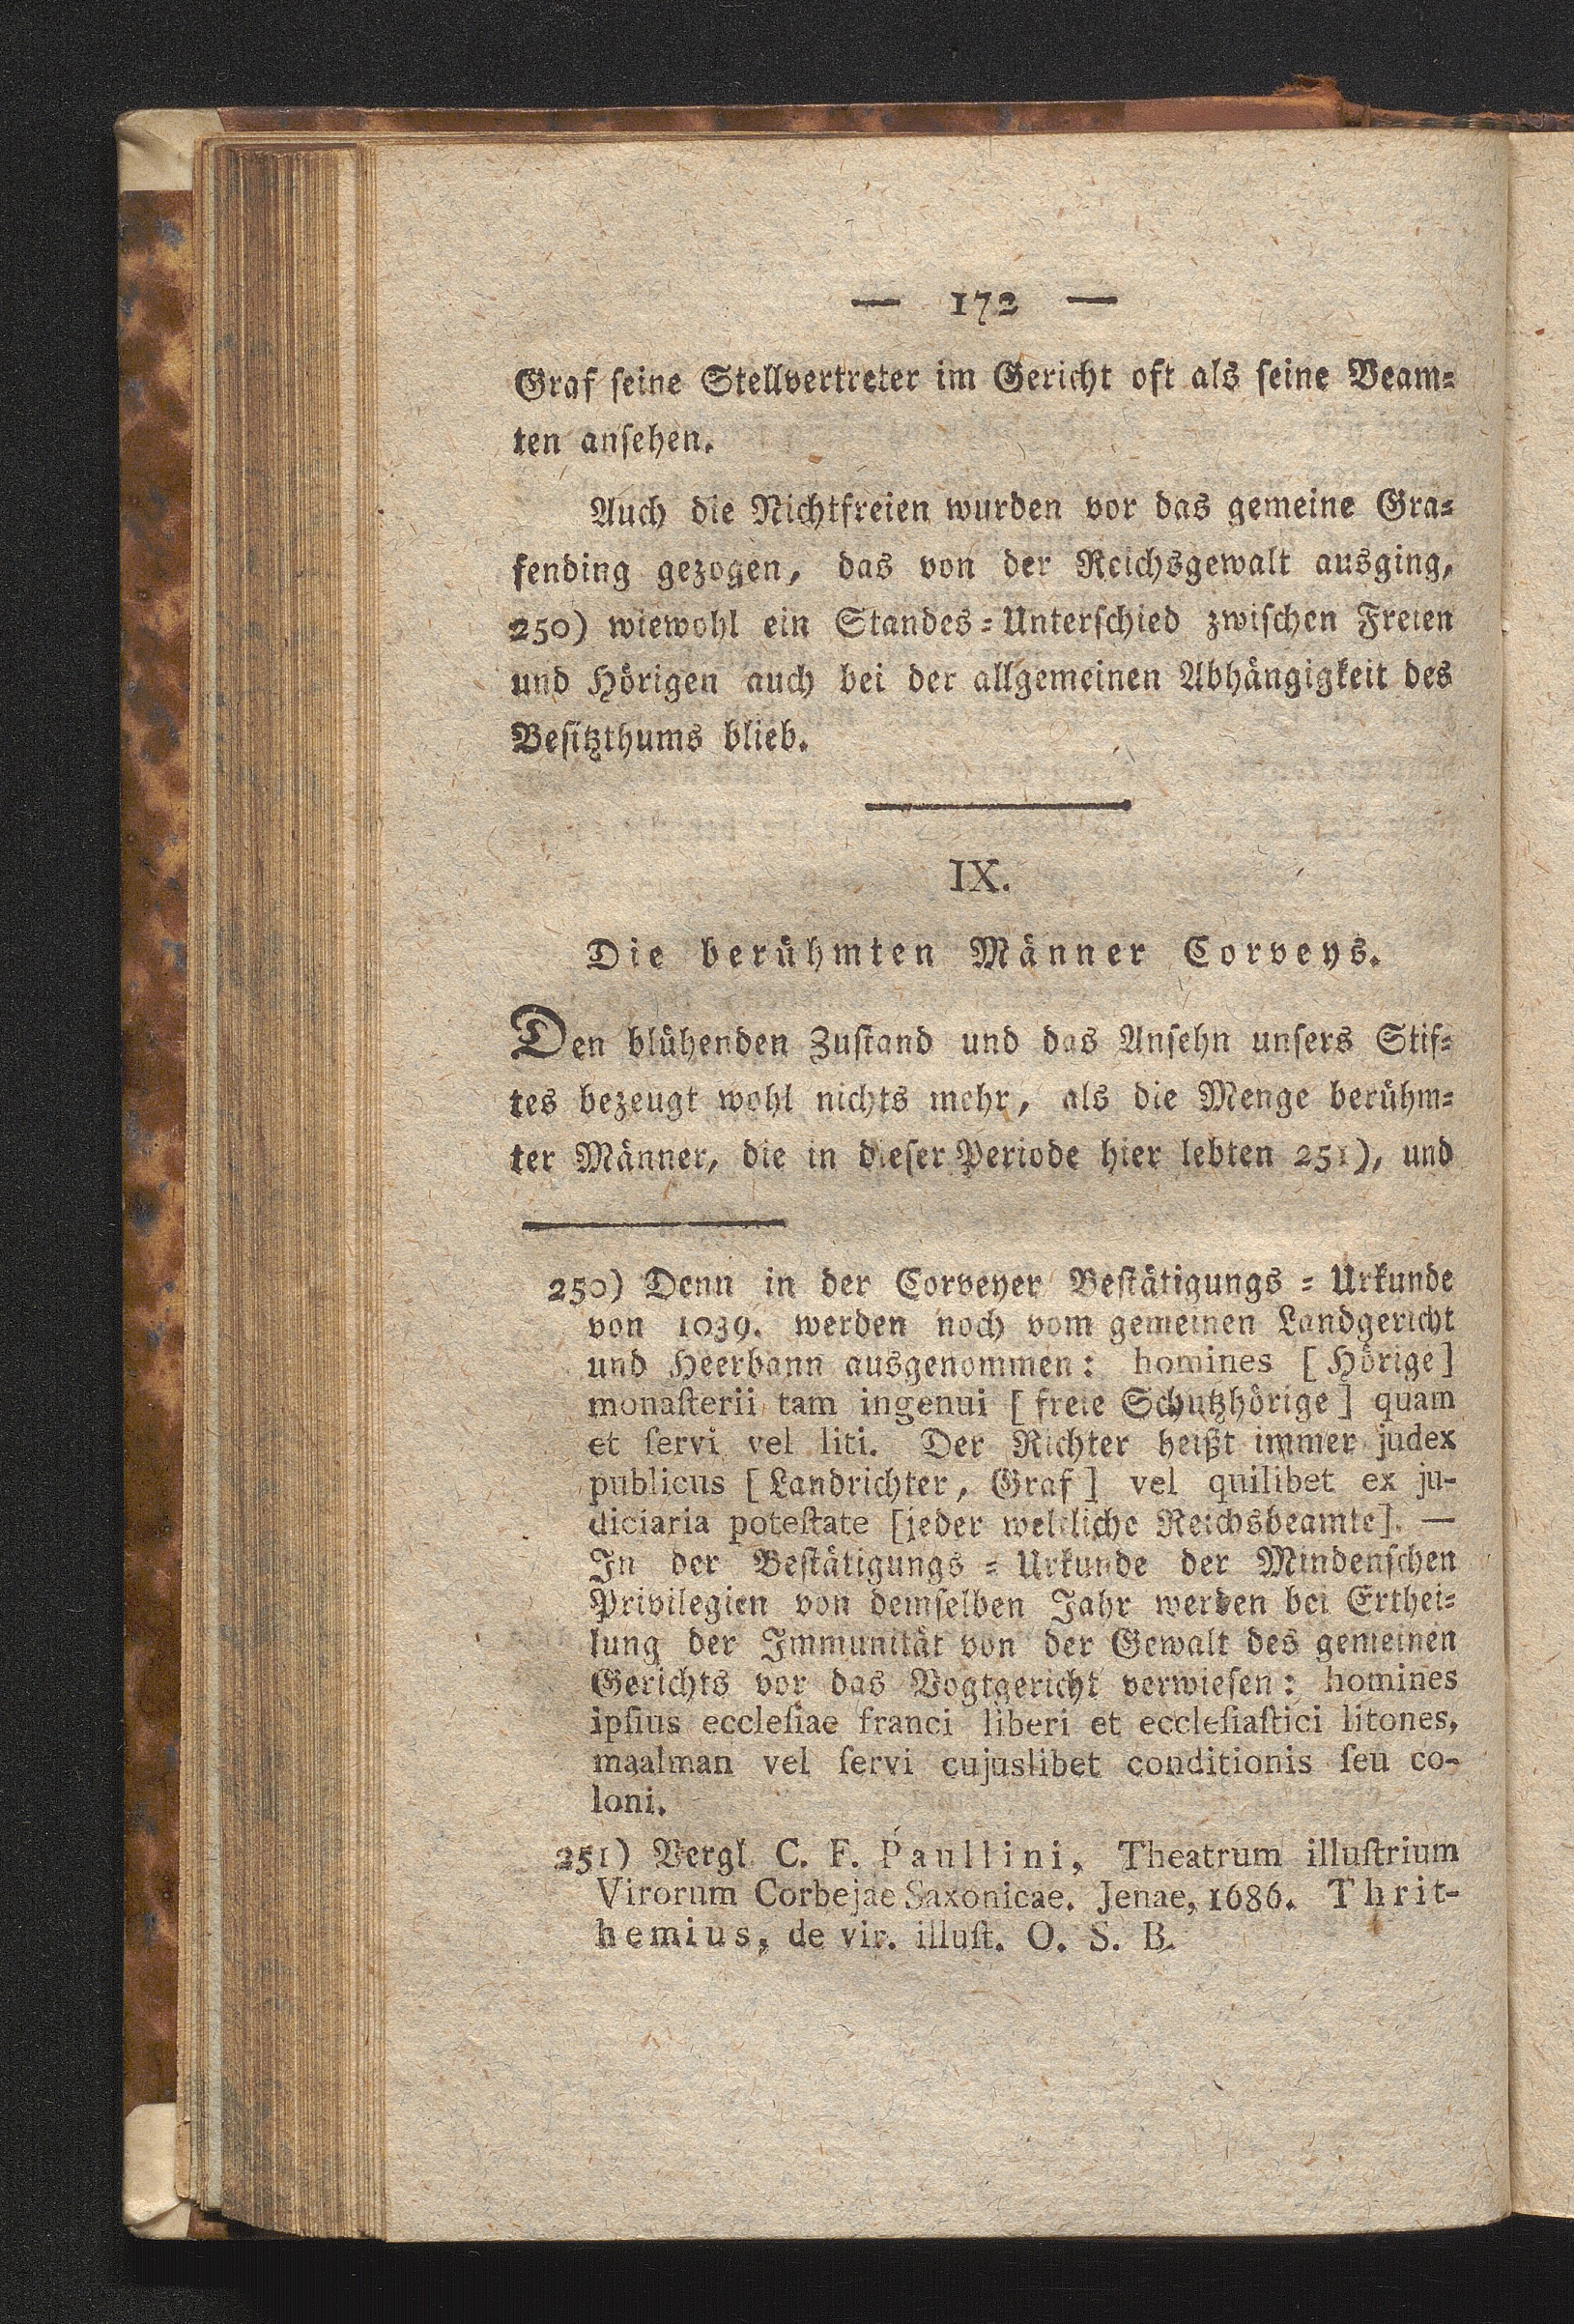 — 172 —
Graf ſeine Stellvertreter im Gericht oft als ſeine Beam⸗
ten anſehen.
Auch die Nichtfreien wurden vor das gemeine Gra⸗
fending gezogen, das von der Reichsgewalt ausging,
250) wiewohl ein Standes⸗Unterſchied zwiſchen Freien
und Hörigen auch bei der allgemeinen Abhängigkeit des
Beſitzthums blieb.
IX.
Die berühmten Männer Corveys.
Den blühenden Zuſtand und das Anſehn unſers Stif⸗
tes bezeugt wohl nichts mehr, als die Menge berühm⸗
ter Männer, die in dieſer Periode hier lebten 251), und
250) Denn in der Corveyer Beſtätigungs⸗Urkunde
von 1039. werden noch vom gemeinen Landgericht
und Heerbann ausgenommen: homines [Hörige]
monaſterii tam ingenui [freie Schutzhörige] quam
et ſervi vel liti. Der Richter heißt immer judex
publicus [Landrichter, Graf] vel quilibet ex ju-
diciaria poteſtate [jeder weltliche Reichsbeamte]. —
In der Beſtätigungs⸗Urkunde der Mindenſchen
Privilegien von demſelben Jahr werden bei Erthei⸗
lung der Immunität von der Gewalt des gemeinen
Gerichts vor das Vogtgericht verwieſen: homines
ipſius eccleſiae franci liberi et eccleſiaſtici litones,
maalman vel ſervi cujuslibet conditionis ſeu co-
loni.
251) Vergl. C. F. Paullini, Theatrum illuſtrium
Virorum Corbejae Saxonicae. Jenae, 1686. Thrit-
hemius, de vir. illuſt. O. S. B.